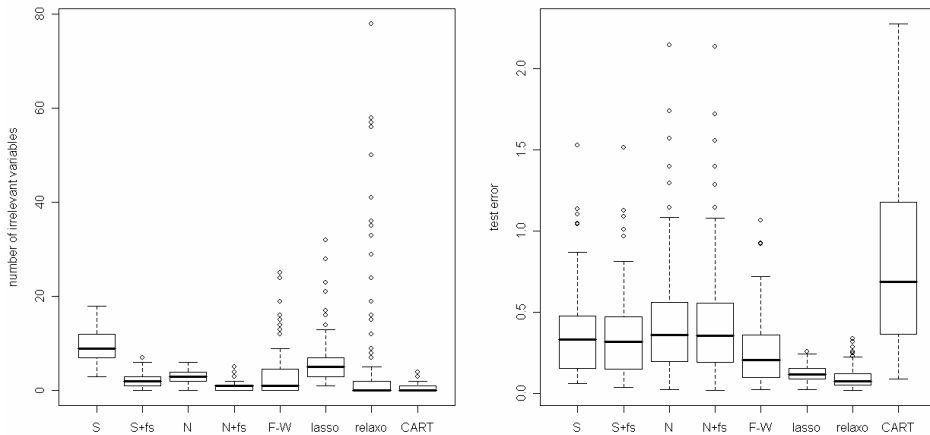 number of irrelevant variables
80
60
40
20
0
S S+fs N N+fs F-W lasso relaxo CART
test error
2.0
1.5
1.0
0.5
0.0
S S+fs N N+fs F-W lasso relaxo CART